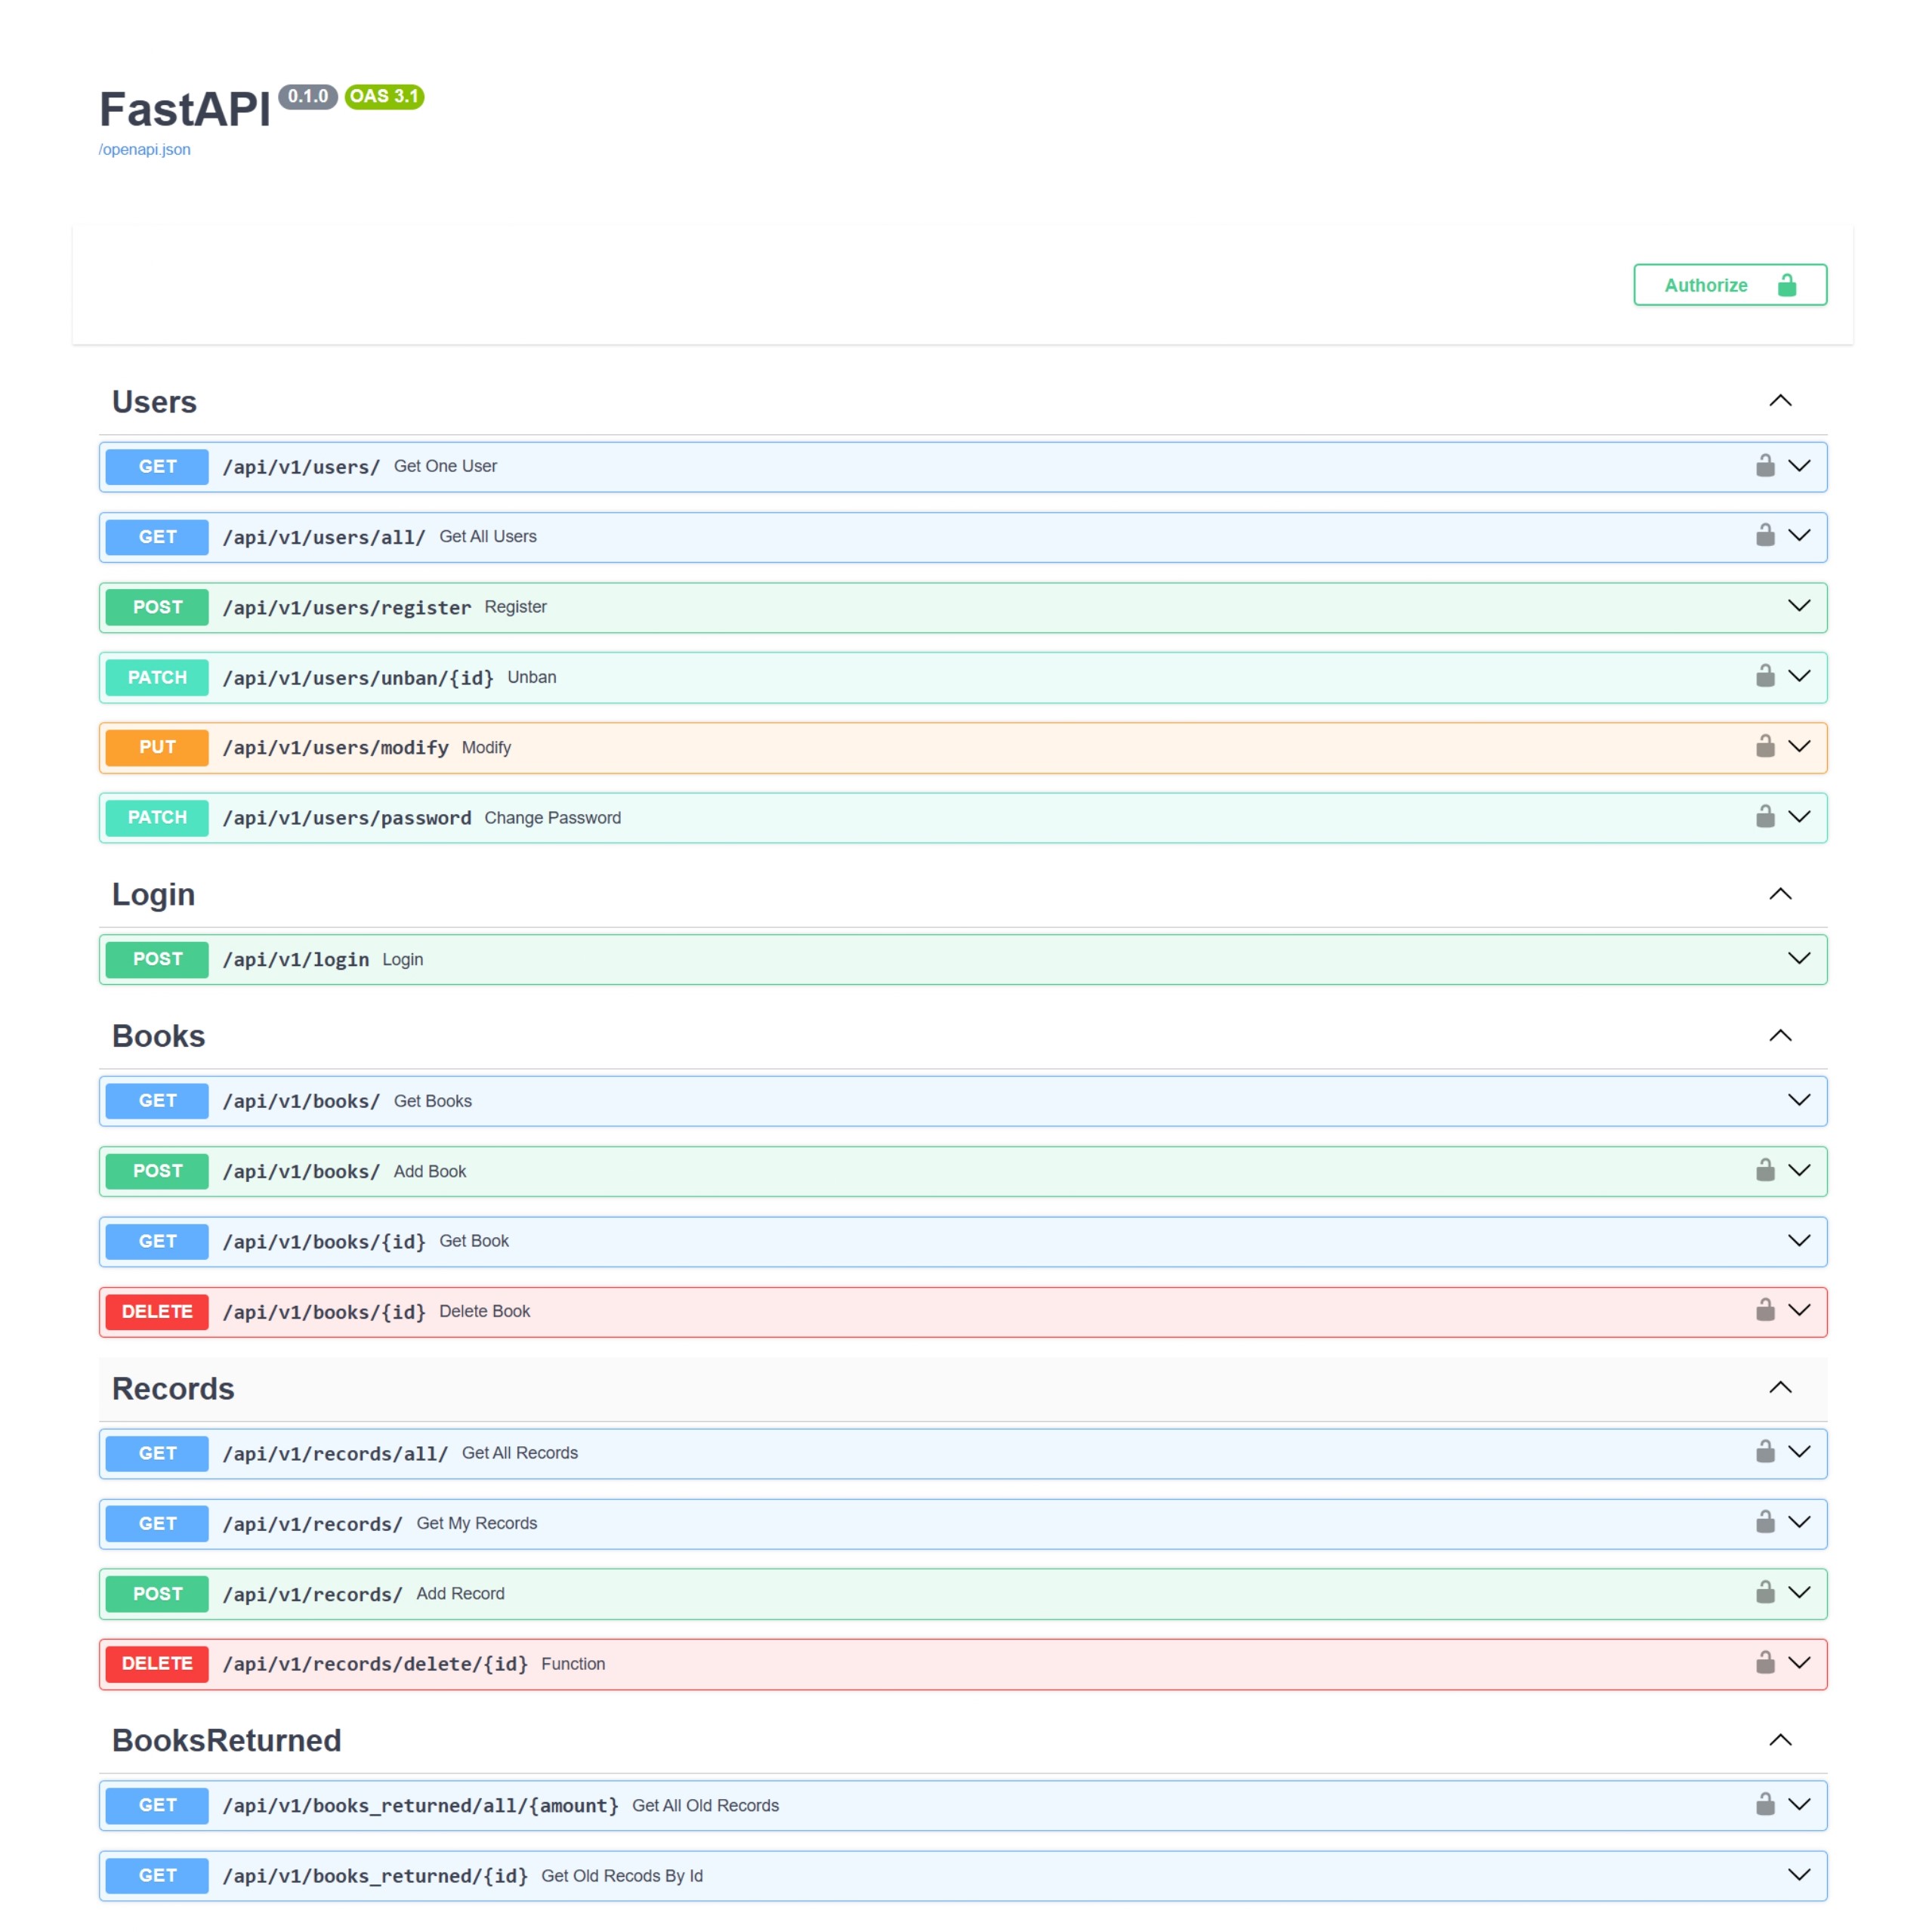 FastAPI 0.1.0 OAS 3.1
/openapi.json
Authorize
Users
GET /api/v1/users/ Get One User
GET /api/v1/users/all/ Get All Users
POST /api/v1/users/register Register
PATCH /api/v1/users/unban/{id} Unban
PUT /api/v1/users/modify Modify
PATCH /api/v1/users/password Change Password
Login
POST /api/v1/login Login
Books
GET /api/v1/books/ Get Books
POST /api/v1/books/ Add Book
GET /api/v1/books/{id} Get Book
DELETE /api/v1/books/{id} Delete Book
Records
GET /api/v1/records/all/ Get All Records
GET /api/v1/records/ Get My Records
POST /api/v1/records/ Add Record
DELETE /api/v1/records/delete/{id} Function
BooksReturned
GET /api/v1/books_returned/all/{amount} Get All Old Records
GET /api/v1/books_returned/{id} Get Old Recods By Id